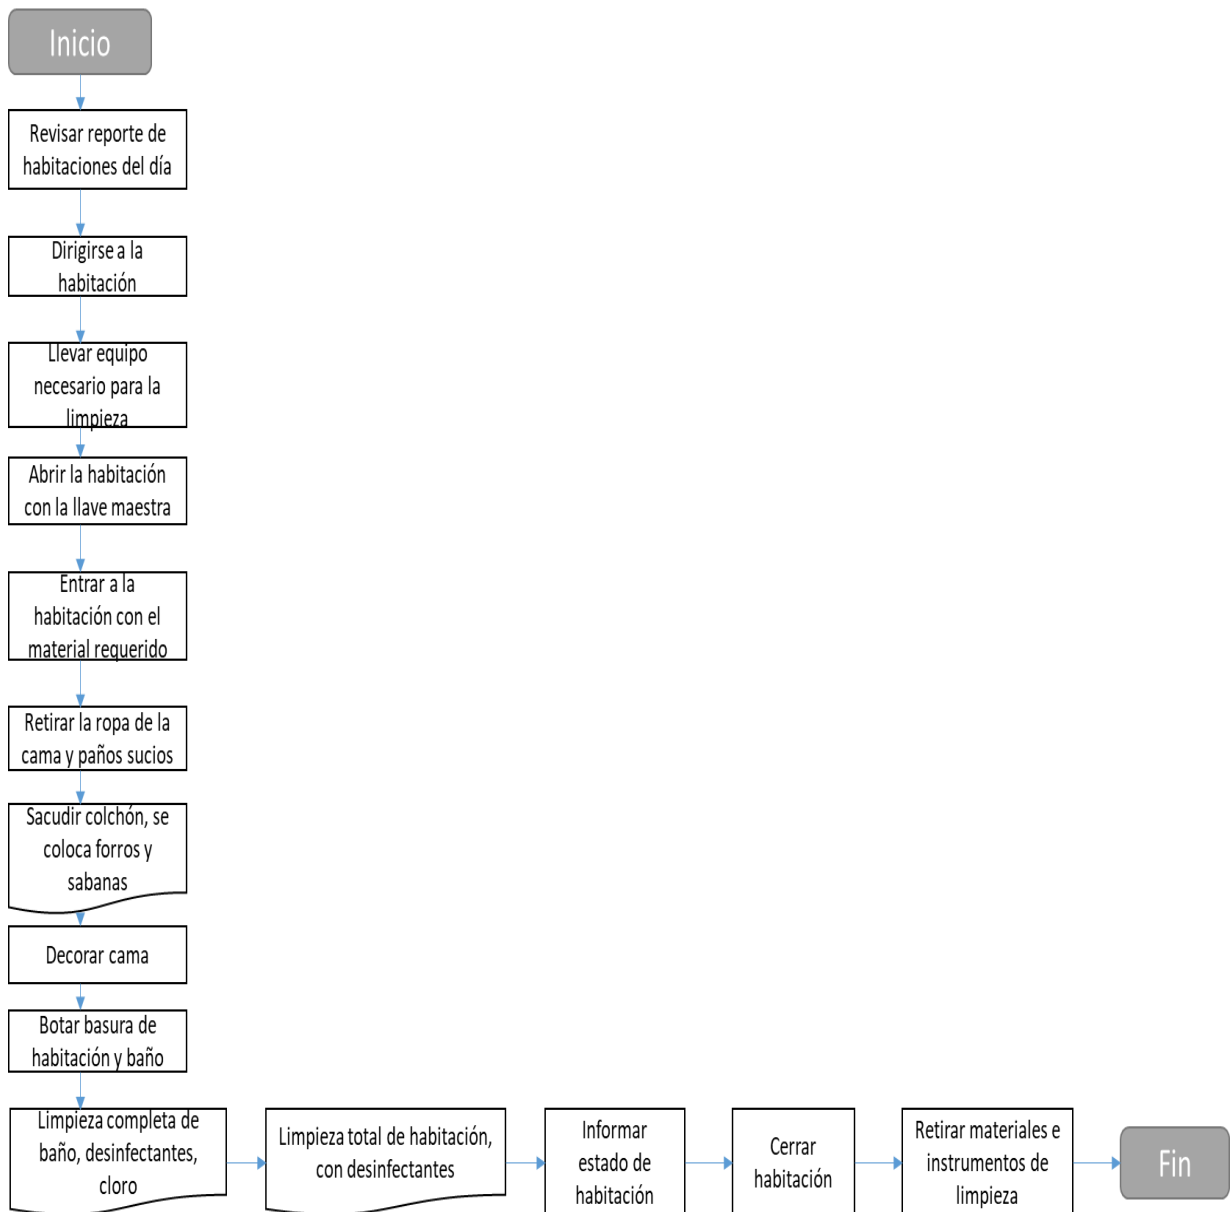 Inicio
Revisar reporte de
habitaciones del día
Dirigirse a la
habitación
Llevar equipo
necesario para la
limpieza
Abrir la habitación
con la llave maestra
Entrar a la
habitación con el
material requerido
Retirar la ropa de la
cama y paños sucios
Sacudir colchón, se
coloca forros y
sabanas
Decorar cama
Botar basura de
habitación y baño
Limpieza completa de
baño, desinfectantes,
cloro
Limpieza total de habitación,
con desinfectantes
Informar
estado de
habitación
Cerrar
habitación
Retirar materiales e
instrumentos de
limpieza
Fin